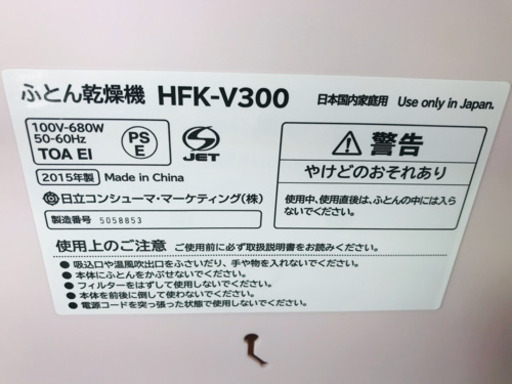 ふとん乾燥機 HFK-V300
日本国内家庭用 Use only in Japan.
100V-680W
50-60Hz
TOA EI
PS
E
JET
2015年製 Made in China
日立コンシューマ・マーケティング(株)
製造番号 5058853
警告
やけどのおそれあり
使用中、使用直後は、ふとんの中には入ら
ないでください。
使用上のご注意 ご使用前に必ず取扱説明書をお読みください。
●吸込口や温風吹出口をふさいだり、手や物を入れないでください。
●本体にふとんをかぶせないでください。
●フィルターをはずして使用しないでください。
●本体を前後に倒して使わないでください。
●電源コードを突っ張った状態で使用しないでください。